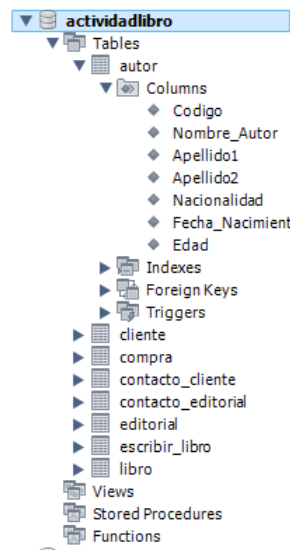 actividadlibro
Tables
autor
Columns
Codigo
Nombre_Autor
Apellido1
Apellido2
Nacionalidad
Fecha_Nacimient
Edad
Indexes
Foreign Keys
Triggers
cliente
compra
contacto_cliente
contacto_editorial
editorial
escribir_libro
libro
Views
Stored Procedures
Functions